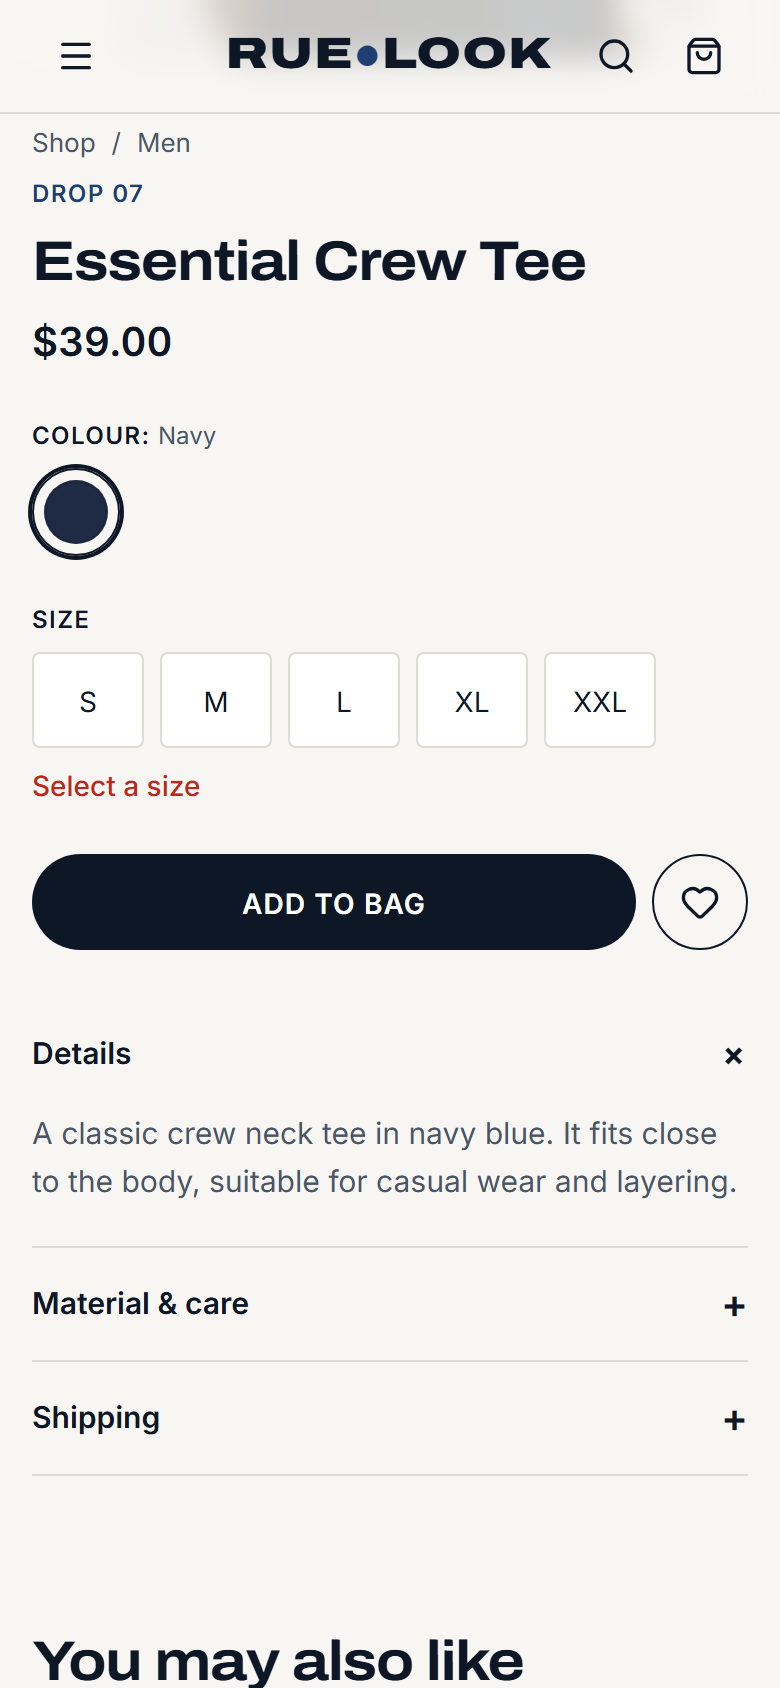 RUE•LOOK
Shop / Men
DROP 07
Essential Crew Tee
$39.00
COLOUR: Navy
SIZE
S M L XL XXL
Select a size
ADD TO BAG
Details
A classic crew neck tee in navy blue. It fits close
to the body, suitable for casual wear and layering.
Material & care
Shipping
You may also like